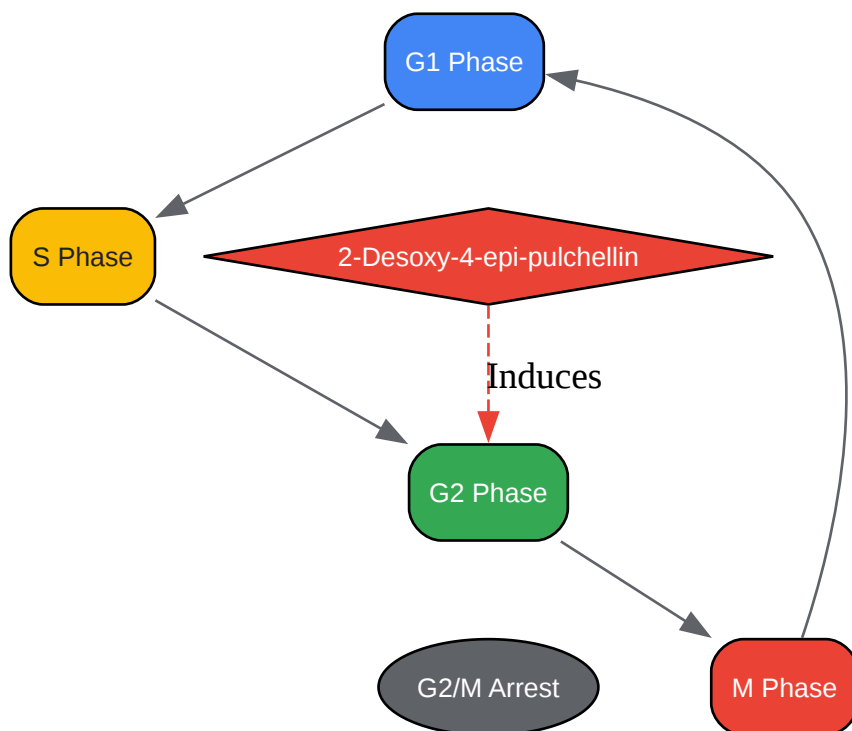 G1 Phase
S Phase
2-Desoxy-4-epi-pulchellin
Induces
G2 Phase
G2/M Arrest
M Phase